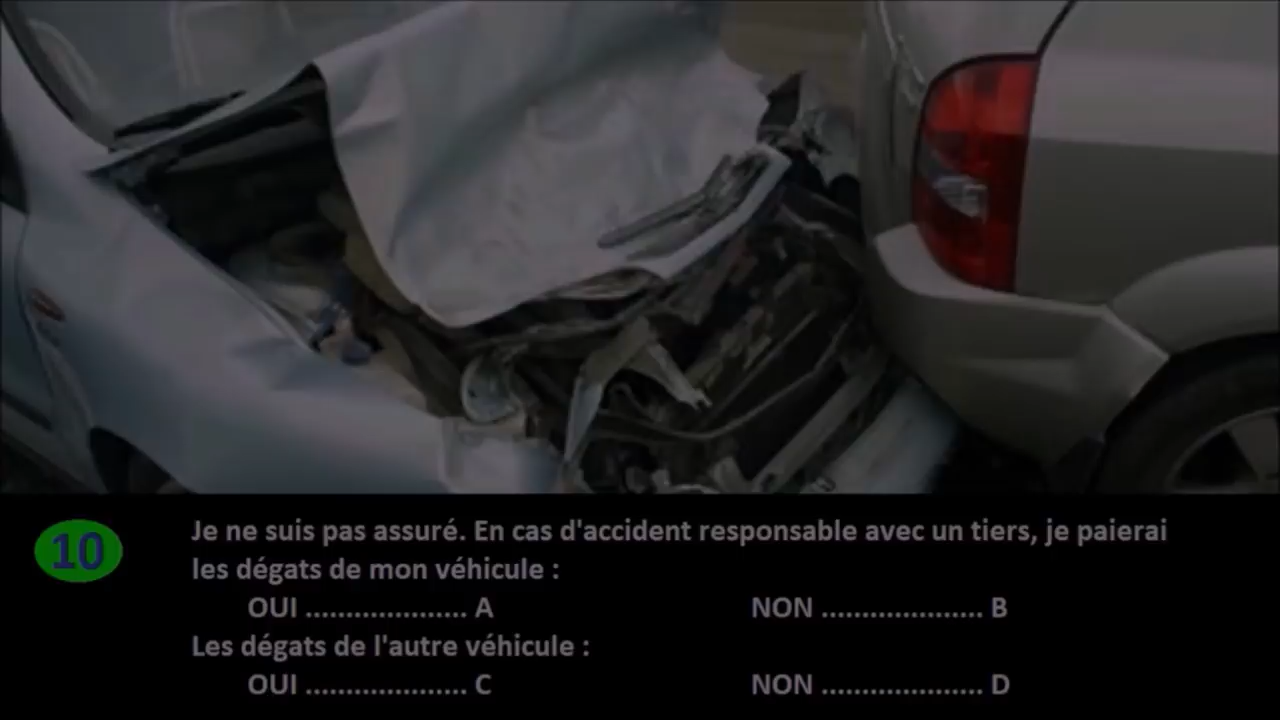 10
Je ne suis pas assuré. En cas d'accident responsable avec un tiers, je paierai
les dégats de mon véhicule :
OUI ................... A NON ................... B
Les dégats de l'autre véhicule :
OUI ................... C NON ................... D